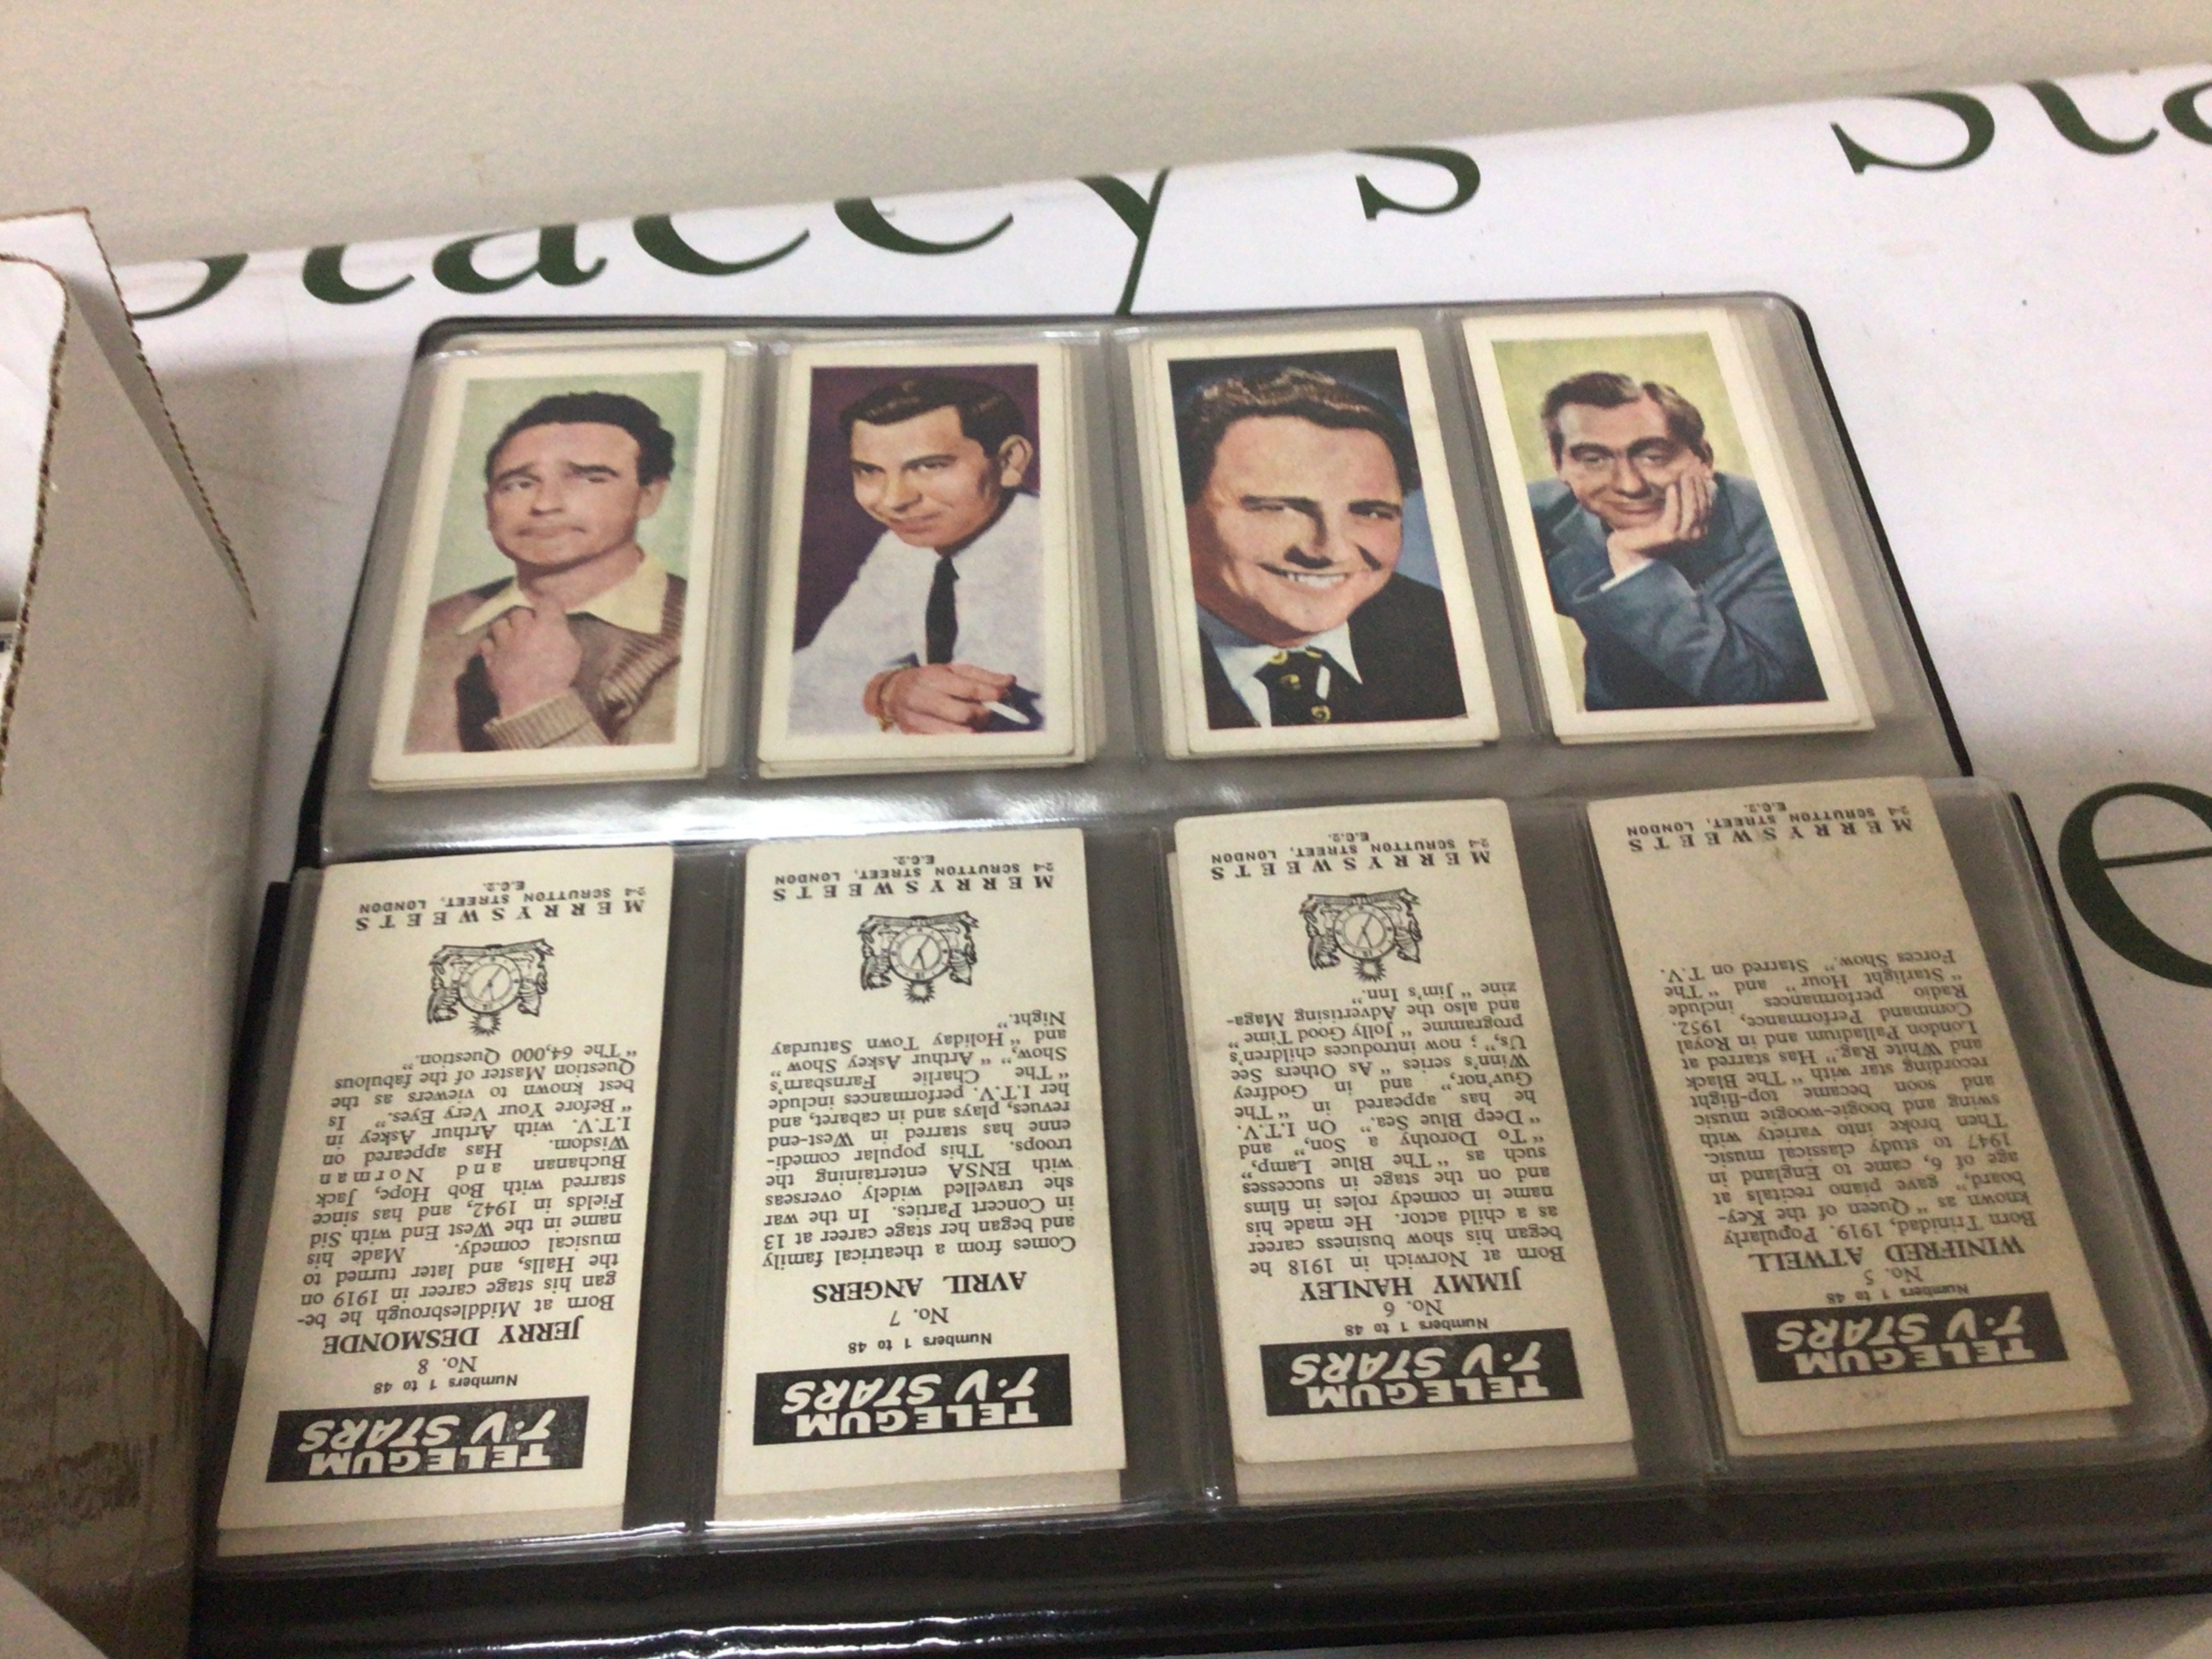 Stacey's
MERRYSWEETS
2-4 SCRUTTON STREET, LONDON
E.C.2.
TELEGUM
T·V STARS
Numbers 1 to 48
No. 8
JERRY DESMONDE
Born at Middlesbrough he be-
gan his stage career in 1919 on
the Halls, and later turned to
musical comedy. Made his
name in the West End with Sid
Fields in 1942, and has since
starred with Bob Hope, Jack
Buchanan and Norman
Wisdom. Has appeared on
I.T.V. with Arthur Askey in
"Before Your Very Eyes." Is
best known to viewers as the
Question Master of the fabulous
"The 64,000 Question."
TELEGUM
T·V STARS
Numbers 1 to 48
No. 7
AVRIL ANGERS
Comes from a theatrical family
and began her stage career at 13
in Concert Parties. In the war
she travelled widely overseas
with ENSA entertaining the
troops. This popular comedi-
enne has starred in West-end
revues, plays and in cabaret, and
her I.T.V. performances include
"The Charlie Farnsbarn's
Show," "Arthur Askey Show"
and "Holiday Town Saturday
Night."
MERRYSWEETS
2-4 SCRUTTON STREET, LONDON
E.C.2.
TELEGUM
T·V STARS
Numbers 1 to 48
No. 6
JIMMY HANLEY
Born at Norwich in 1918 he
began his show business career
as a child actor. He made his
name in comedy roles in films
and on the stage in successes
such as "The Blue Lamp,"
"To Dorothy a Son," and
"Deep Blue Sea." On I.T.V.
he has appeared in "The
Guv'nor," and in Godfrey
Winn's series "As Others See
Us,"; now introduces children's
programme "Jolly Good Time"
and also the Advertising Maga-
zine "Jim's Inn."
MERRYSWEETS
2-4 SCRUTTON STREET, LONDON
E.C.2.
TELEGUM
T·V STARS
Numbers 1 to 48
No. 5
WINIFRED ATWELL
Born Trinidad, 1919. Popularly
known as "Queen of the Key-
board," gave piano recitals at
age of 6, came to England in
1947 to study classical music.
Then broke into variety with
swing and boogie-woogie music
and soon became top-flight
recording star with "The Black
and White Rag." Has starred at
London Palladium and in Royal
Command Performance, 1952.
Radio performances include
"Starlight Hour" and "The
Forces Show." Starred on T.V.
MERRYSWEETS
2-4 SCRUTTON STREET, LONDON
E.C.2.